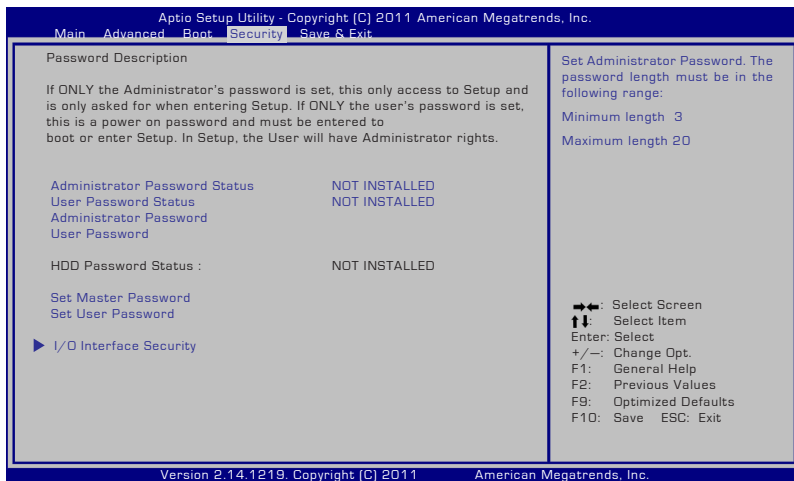 Aptio Setup Utility - Copyright (C) 2011 American Megatrends, Inc.
Main Advanced Boot Security Save & Exit
Password Description
If ONLY the Administrator's password is set, this only access to Setup and
is only asked for when entering Setup. If ONLY the user's password is set,
this is a power on password and must be entered to
boot or enter Setup. In Setup, the User will have Administrator rights.
Administrator Password Status NOT INSTALLED
User Password Status NOT INSTALLED
Administrator Password
User Password
HDD Password Status : NOT INSTALLED
Set Master Password
Set User Password
I/O Interface Security
Set Administrator Password. The
password length must be in the
following range:
Minimum length 3
Maximum length 20
→←: Select Screen
↑↓: Select Item
Enter: Select
+/—: Change Opt.
F1: General Help
F2: Previous Values
F9: Optimized Defaults
F10: Save ESC: Exit
Version 2.14.1219. Copyright (C) 2011 American Megatrends, Inc.